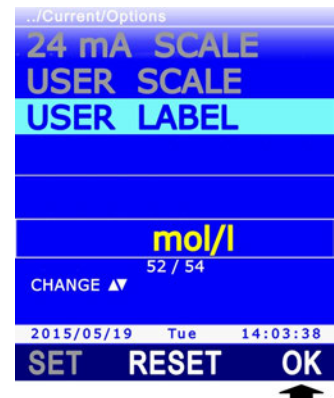 ../Current/Options
24 mA SCALE
USER SCALE
USER LABEL
mol/l
52 / 54
CHANGE ▲▼
2015/05/19 Tue 14:03:38
SET RESET OK